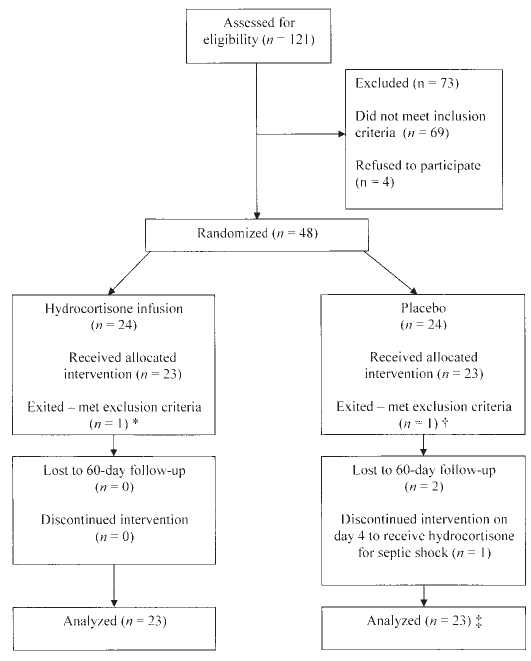 Assessed for
eligibility (n = 121)
Excluded (n = 73)
Did not meet inclusion
criteria (n = 69)
Refused to participate
(n = 4)
Randomized (n = 48)
Hydrocortisone infusion
(n = 24)
Received allocated
intervention (n = 23)
Exited – met exclusion criteria
(n = 1) *
Placebo
(n = 24)
Received allocated
intervention (n = 23)
Exited – met exclusion criteria
(n = 1) †
Lost to 60-day follow-up
(n = 0)
Discontinued intervention
(n = 0)
Lost to 60-day follow-up
(n = 2)
Discontinued intervention on
day 4 to receive hydrocortisone
for septic shock (n = 1)
Analyzed (n = 23)
Analyzed (n = 23) ‡